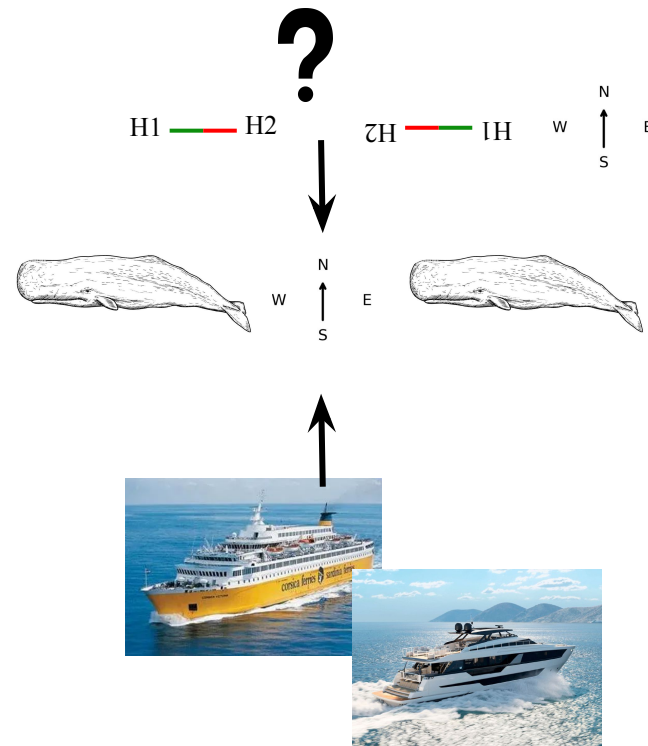 ?
N
H1 H2
H2 H1
W E
S
N
W E
S
corsica ferries sardinia ferries